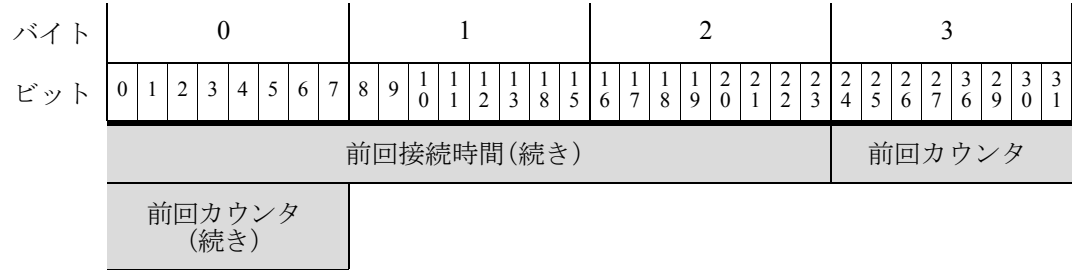 バイト 0 1 2 3
ビット 0 1 2 3 4 5 6 7 8 9 10 11 12 13 18 15 16 17 18 19 20 21 22 23 24 25 26 27 36 29 30 31
前回接続時間(続き) 前回カウンタ
前回カウンタ
(続き)